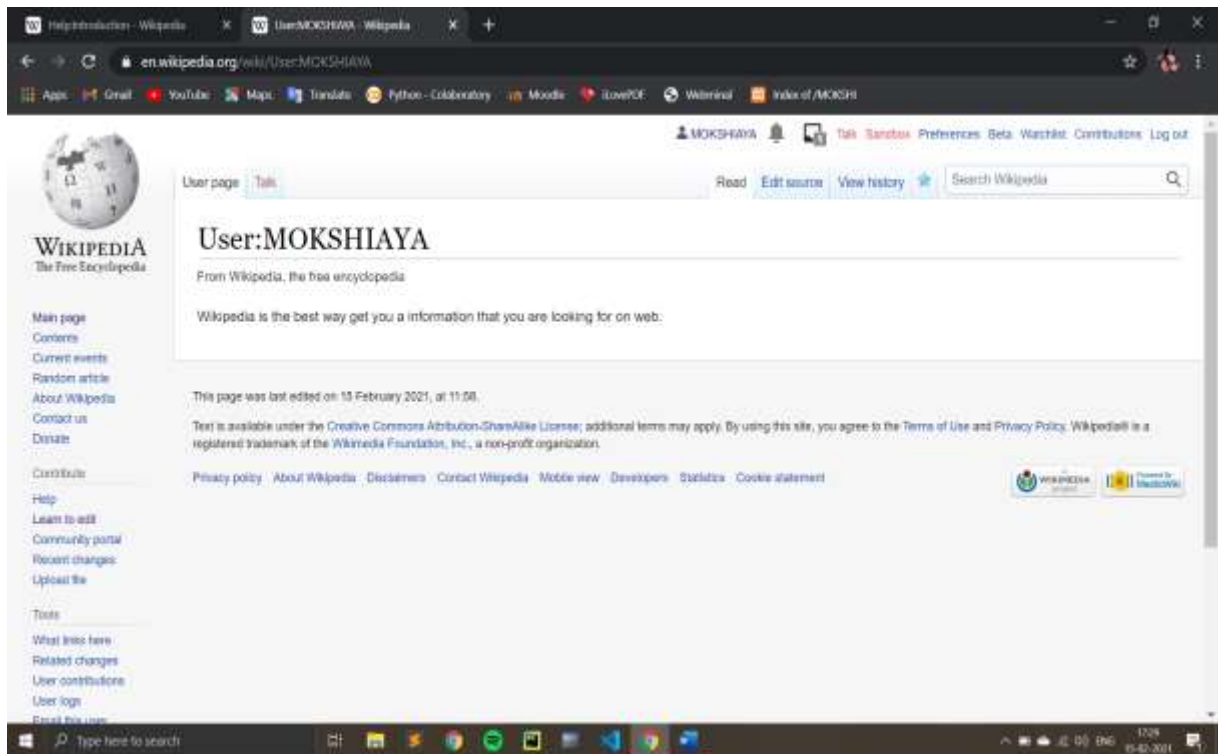 Help:Introduction - Wikipedia
User:MOKSHIAYA - Wikipedia
en.wikipedia.org/wiki/User:MOKSHIAYA
Apps Gmail YouTube Maps Translate Python - Colaboratory Moodle iLovePDF Webminal Index of /MOKSHI
MOKSHIAYA Talk Sandbox Preferences Beta Watchlist Contributions Log out
User page Talk Read Edit source View history Search Wikipedia
WIKIPEDIA
The Free Encyclopedia
User:MOKSHIAYA
From Wikipedia, the free encyclopedia
Wikipedia is the best way get you a information that you are looking for on web.
Main page
Contents
Current events
Random article
About Wikipedia
Contact us
Donate
Contribute
Help
Learn to edit
Community portal
Recent changes
Upload file
Tools
What links here
Related changes
User contributions
User logs
Email this user
This page was last edited on 15 February 2021, at 11:58.
Text is available under the Creative Commons Attribution-ShareAlike License; additional terms may apply. By using this site, you agree to the Terms of Use and Privacy Policy. Wikipedia® is a
registered trademark of the Wikimedia Foundation, Inc., a non-profit organization.
Privacy policy About Wikipedia Disclaimers Contact Wikipedia Mobile view Developers Statistics Cookie statement
A
WIKIMEDIA
project
Powered By
MediaWiki
Type here to search
ENG